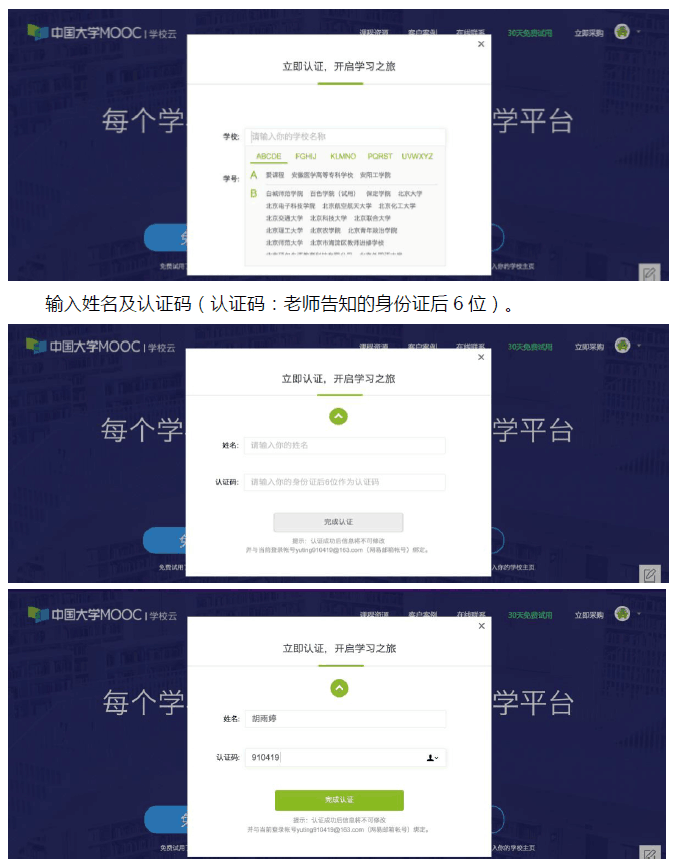 中国大学MOOC | 学校云
课程资源 客户案例 在线联系 30天免费试用 立即采购
立即认证，开启学习之旅
每个学 学平台
学校: 请输入你的学校名称
ABCDE FGHIJ KLMNO PQRST UVWXYZ
学号: A 爱课程 安徽医学高等专科学校 安阳工学院
B 白城师范学院 百色学院（试用） 保定学院 北京大学
北京电子科技学院 北京航空航天大学 北京化工大学
北京交通大学 北京科技大学 北京联合大学
北京理工大学 北京农学院 北京青年政治学院
北京师范大学 北京市海淀区教师进修学校
免费试用 入你的学校主页
输入姓名及认证码（认证码：老师告知的身份证后 6 位）。
中国大学MOOC | 学校云
课程资源 客户案例 在线联系 30天免费试用 立即采购
立即认证，开启学习之旅
每个学 学平台
姓名: 请输入你的姓名
认证码: 请输入你的身份证后6位作为认证码
完成认证
提示：认证成功后信息将不可修改
并与当前登录帐号yuting910419@163.com（网易邮箱帐号）绑定。
免费试用 入你的学校主页
中国大学MOOC | 学校云
课程资源 客户案例 在线联系 30天免费试用 立即采购
立即认证，开启学习之旅
每个学 学平台
姓名: 胡雨婷
认证码: 910419
完成认证
提示：认证成功后信息将不可修改
并与当前登录帐号yuting910419@163.com（网易邮箱帐号）绑定。
免费试用 入你的学校主页